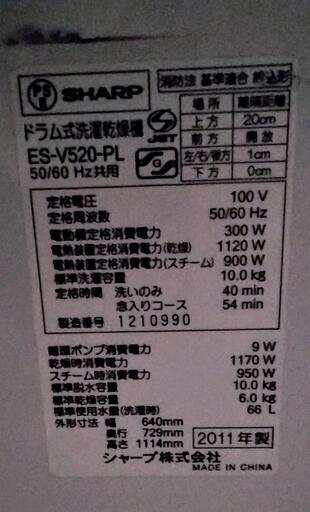 PS E SHARP
ドラム式洗濯乾燥機
JET
ES-V520-PL
50/60 Hz共用
S
消防法 基準適合 組込形
場所 離隔距離
上方 20cm
前方 開放
左/右/後方 1cm
下方 0cm
定格電圧 100 V
定格周波数 50/60 Hz
電動機定格消費電力 300 W
電熱装置定格消費電力(乾燥) 1120 W
電熱装置定格消費電力(スチーム) 900 W
標準洗濯容量 10.0 kg
定格時間 洗いのみ 40 min
念入りコース 54 min
製造番号 1210990
循環ポンプ消費電力 9 W
乾燥時消費電力 1170 W
スチーム時消費電力 950 W
標準脱水容量 10.0 kg
標準乾燥容量 6.0 kg
標準使用水量(洗濯時) 66 L
外形寸法 幅 640mm
奥行 729mm
高さ 1114mm
2011年製
シャープ株式会社
MADE IN CHINA